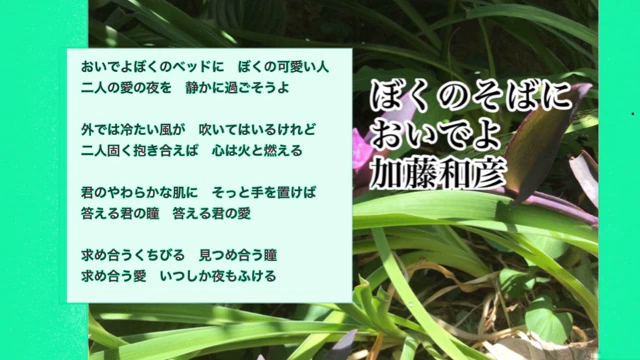 おいでよぼくのベッドに　ぼくの可愛い人
二人の愛の夜を　静かに過ごそうよ
外では冷たい風が　吹いてはいるけれど
二人固く抱き合えば　心は火と燃える
君のやわらかな肌に　そっと手を置けば
答える君の瞳　答える君の愛
求め合うくちびる　見つめ合う瞳
求め合う愛　いつしか夜もふける
ぼくのそばに
おいでよ
加藤和彦